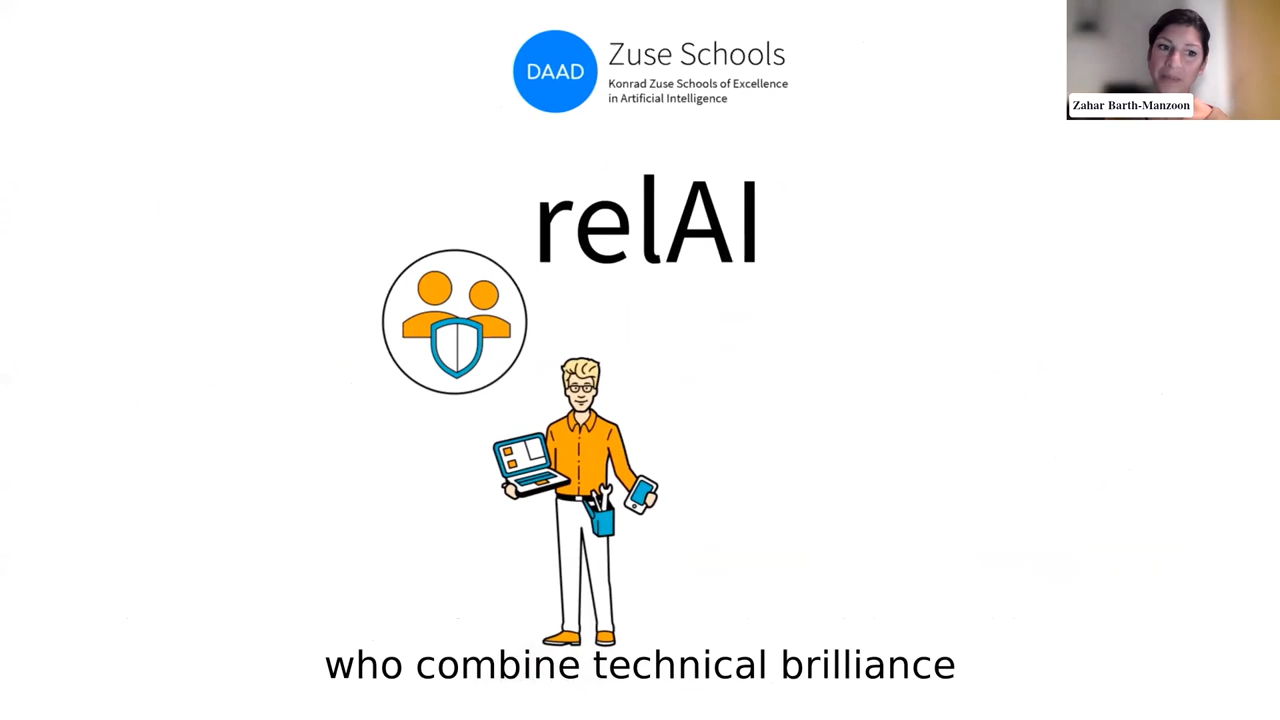 DAAD
Zuse Schools
Konrad Zuse Schools of Excellence
in Artificial Intelligence
Zahar Barth-Manzoon
relAI
who combine technical brilliance